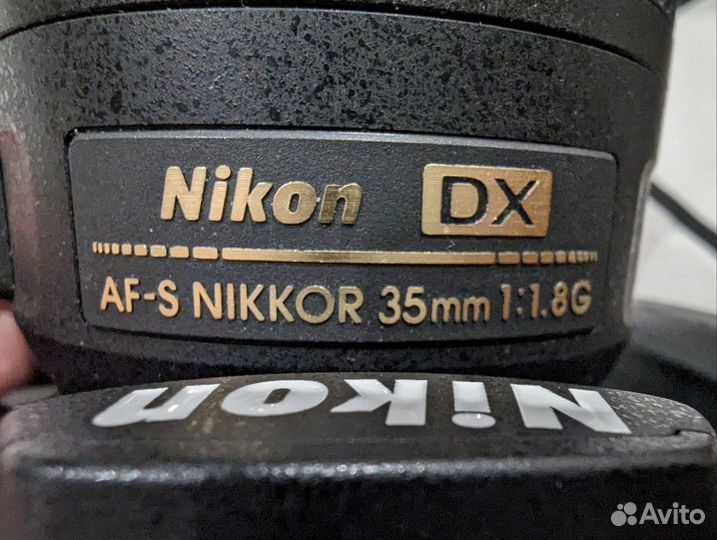 Nikon DX
AF-S NIKKOR 35mm 1:1.8G
Nikon
Avito